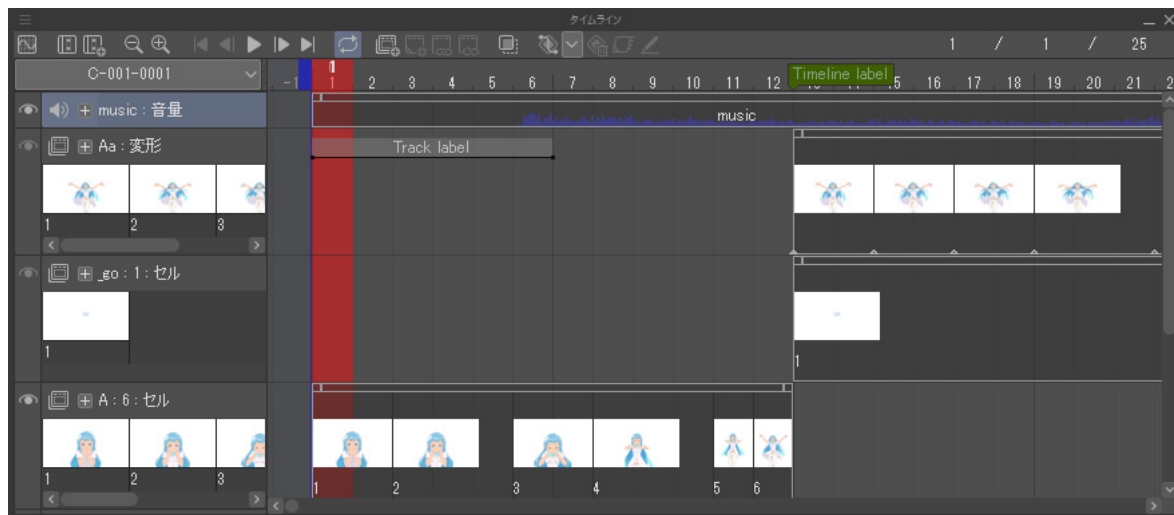 タイムライン
1 / 1 / 25
C-001-0001
-1 1 2 3 4 5 6 7 8 9 10 11 12 Timeline label 16 17 18 19 20 21 2
music : 音量
music
Aa : 変形
Track label
1 2 3
_go : 1 : セル
1
1
A : 6 : セル
1 2 3
1 2 3 4 5 6